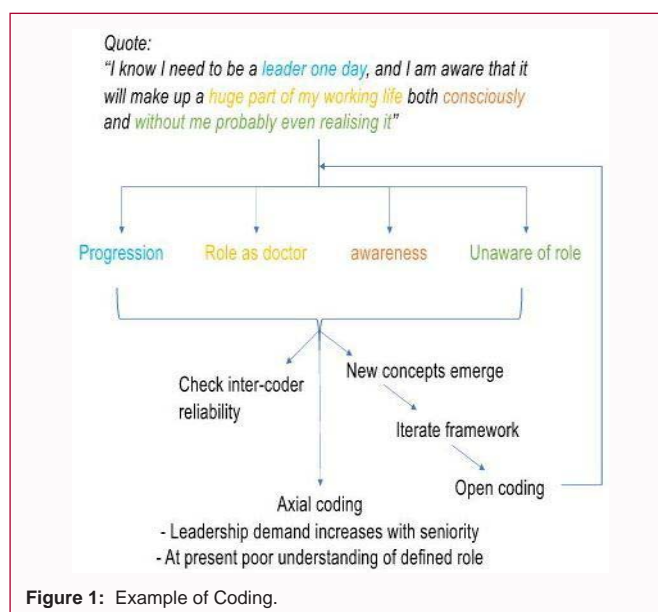 Quote:
“I know I need to be a leader one day, and I am aware that it
will make up a huge part of my working life both consciously
and without me probably even realising it”
Progression Role as doctor awareness Unaware of role
Check inter-coder
reliability
New concepts emerge
Iterate framework
Open coding
Axial coding
- Leadership demand increases with seniority
- At present poor understanding of defined role
Figure 1: Example of Coding.